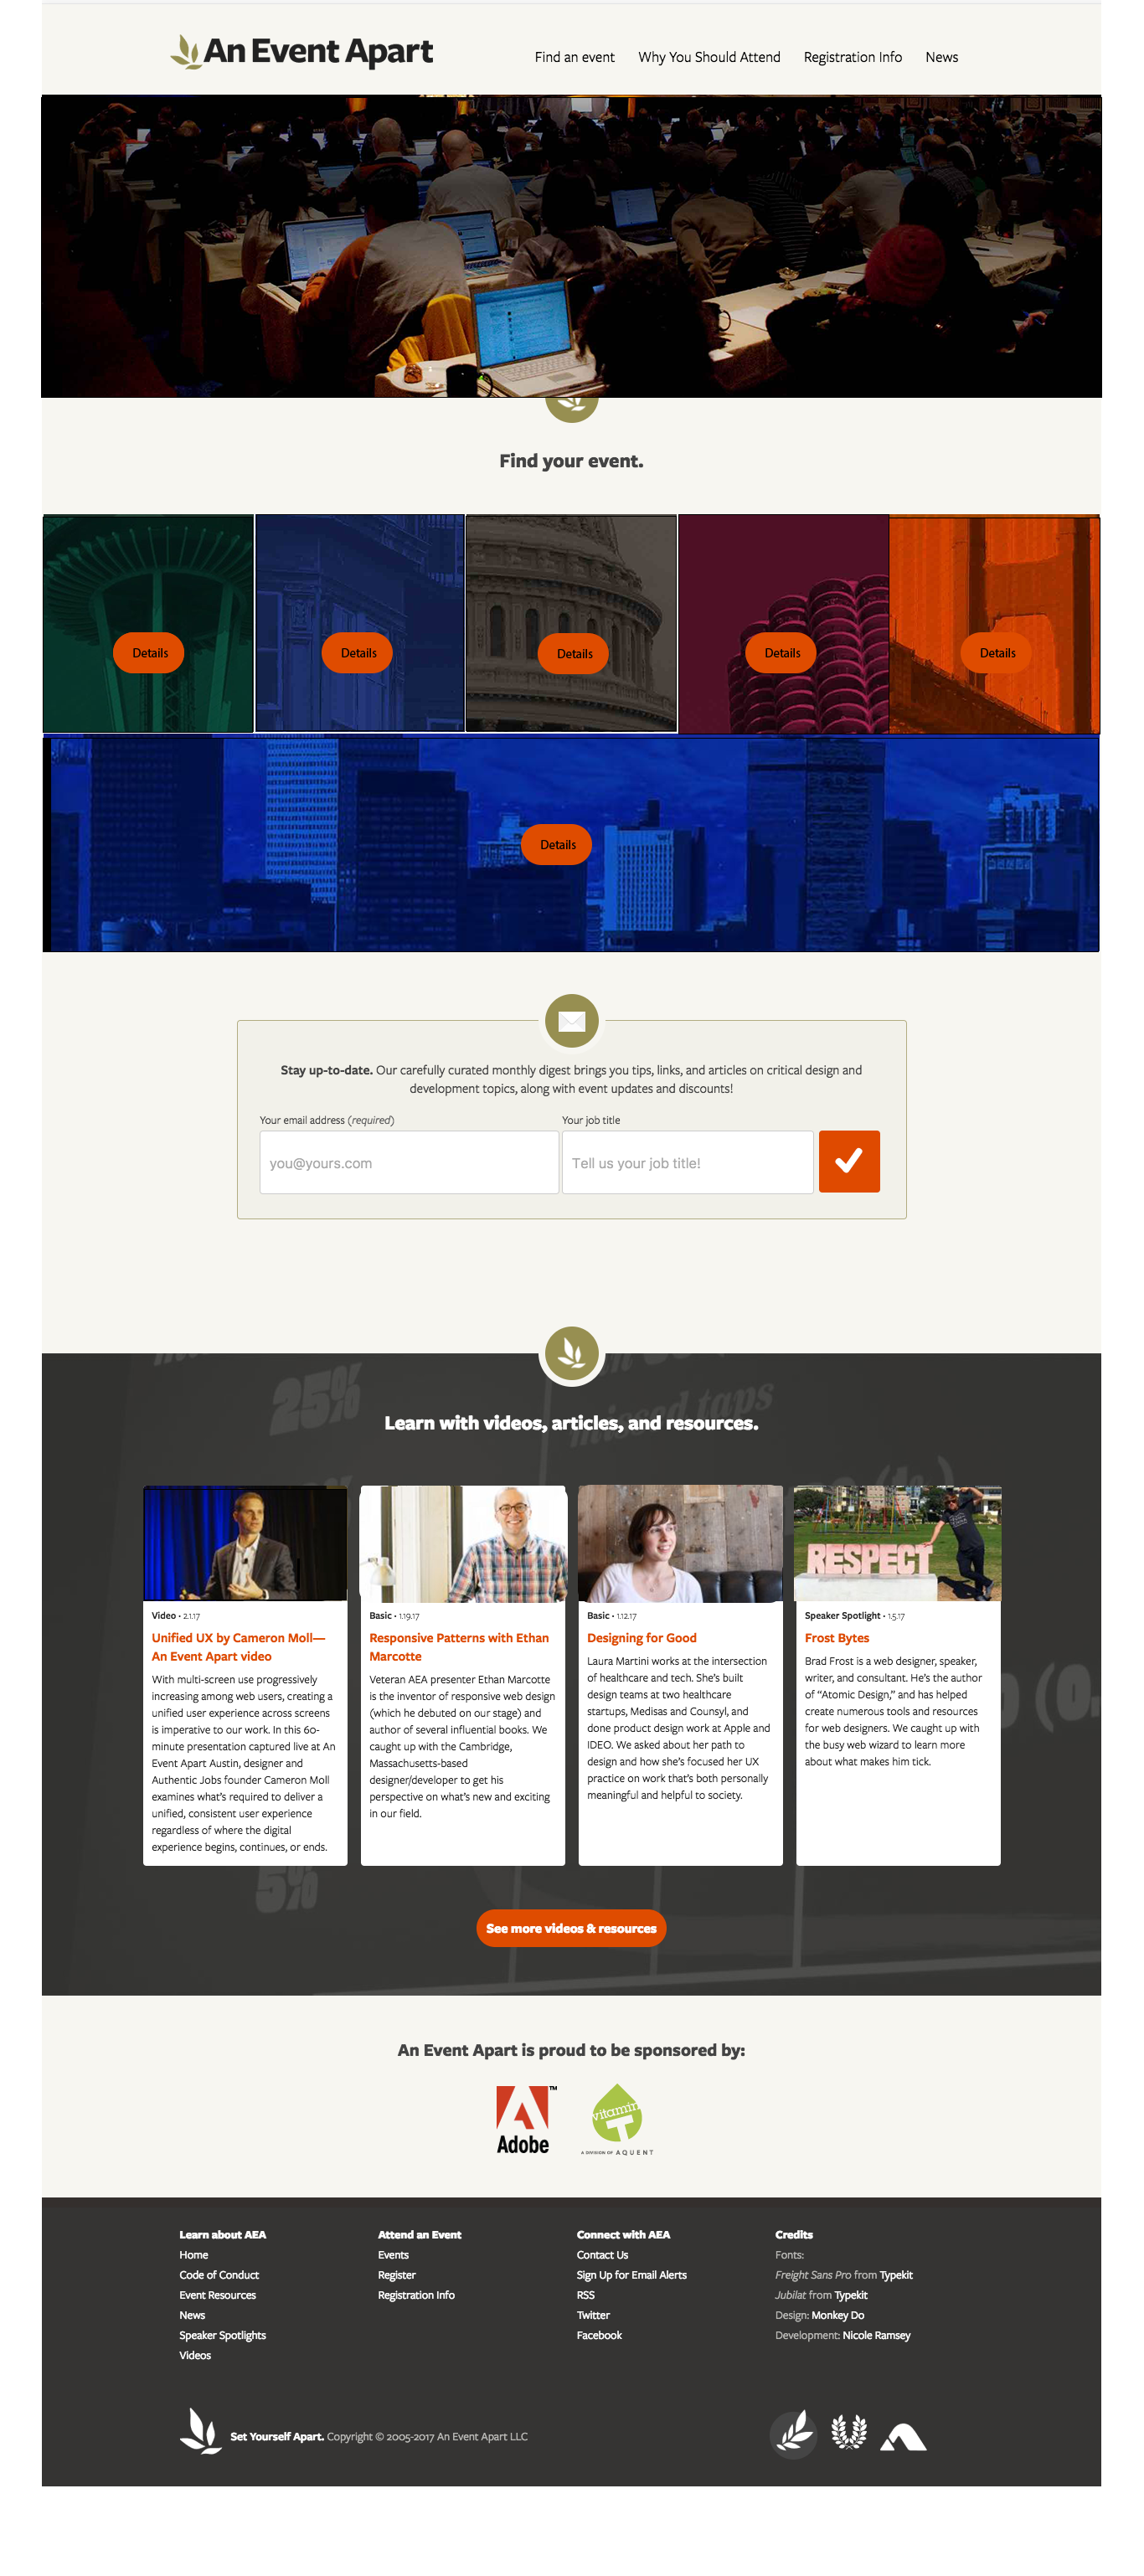 An Event Apart
Find an event
Why You Should Attend
Registration Info
News
Find your event.
Details
Details
Details
Details
Details
Details
Stay up-to-date. Our carefully curated monthly digest brings you tips, links, and articles on critical design and
development topics, along with event updates and discounts!
Your email address (required)
Your job title
you@yours.com
Tell us your job title!
25%
missed taps
Learn with videos, articles, and resources.
Video • 2.1.17
Unified UX by Cameron Moll—
An Event Apart video
With multi-screen use progressively
increasing among web users, creating a
unified user experience across screens
is imperative to our work. In this 60-
minute presentation captured live at An
Event Apart Austin, designer and
Authentic Jobs founder Cameron Moll
examines what's required to deliver a
unified, consistent user experience
regardless of where the digital
experience begins, continues, or ends.
Basic • 1.19.17
Responsive Patterns with Ethan
Marcotte
Veteran AEA presenter Ethan Marcotte
is the inventor of responsive web design
(which he debuted on our stage) and
author of several influential books. We
caught up with the Cambridge,
Massachusetts-based
designer/developer to get his
perspective on what's new and exciting
in our field.
Basic • 1.12.17
Designing for Good
Laura Martini works at the intersection
of healthcare and tech. She's built
design teams at two healthcare
startups, Medisas and Counsyl, and
done product design work at Apple and
IDEO. We asked about her path to
design and how she's focused her UX
practice on work that's both personally
meaningful and helpful to society.
RESPECT
Speaker Spotlight • 1.5.17
Frost Bytes
Brad Frost is a web designer, speaker,
writer, and consultant. He's the author
of “Atomic Design,” and has helped
create numerous tools and resources
for web designers. We caught up with
the busy web wizard to learn more
about what makes him tick.
5%
See more videos & resources
An Event Apart is proud to be sponsored by:
Adobe
TM
vitamin T
A DIVISION OF AQUENT
Learn about AEA
Home
Code of Conduct
Event Resources
News
Speaker Spotlights
Videos
Attend an Event
Events
Register
Registration Info
Connect with AEA
Contact Us
Sign Up for Email Alerts
RSS
Twitter
Facebook
Credits
Fonts:
Freight Sans Pro from Typekit
Jubilat from Typekit
Design: Monkey Do
Development: Nicole Ramsey
Set Yourself Apart. Copyright © 2005-2017 An Event Apart LLC